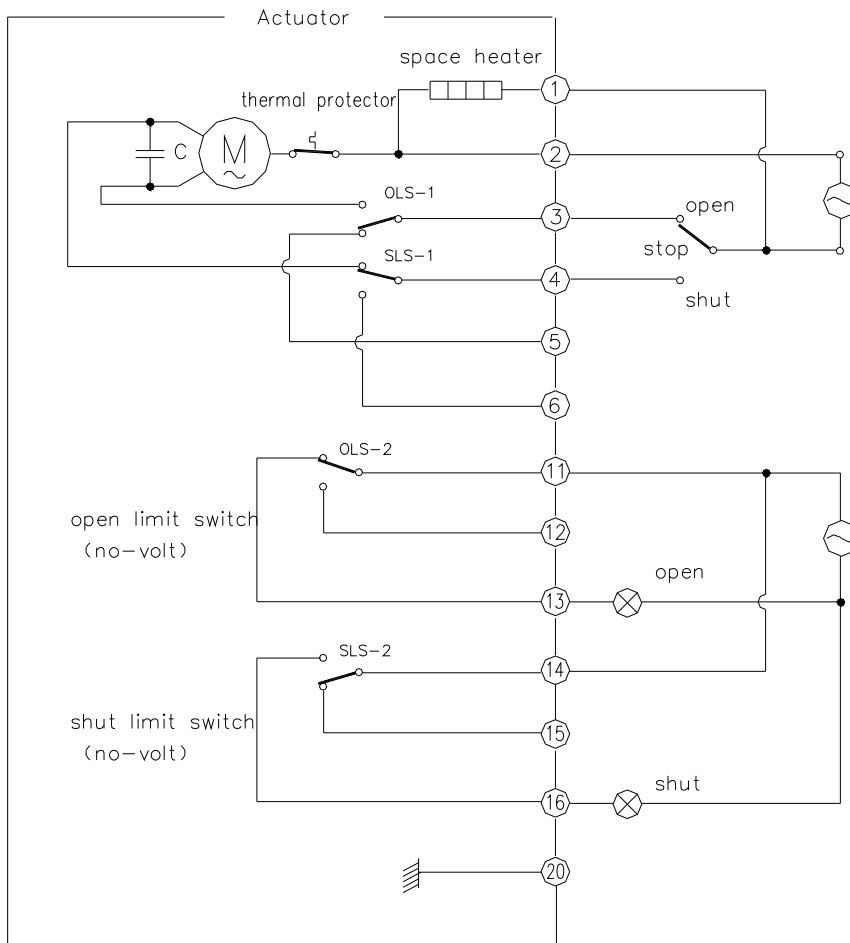 Actuator
space heater
1
thermal protector
C
M
2
OLS-1
3
open
SLS-1
stop
4
shut
5
6
OLS-2
11
open limit switch
(no-volt)
12
open
13
SLS-2
14
shut limit switch
(no-volt)
15
shut
16
20